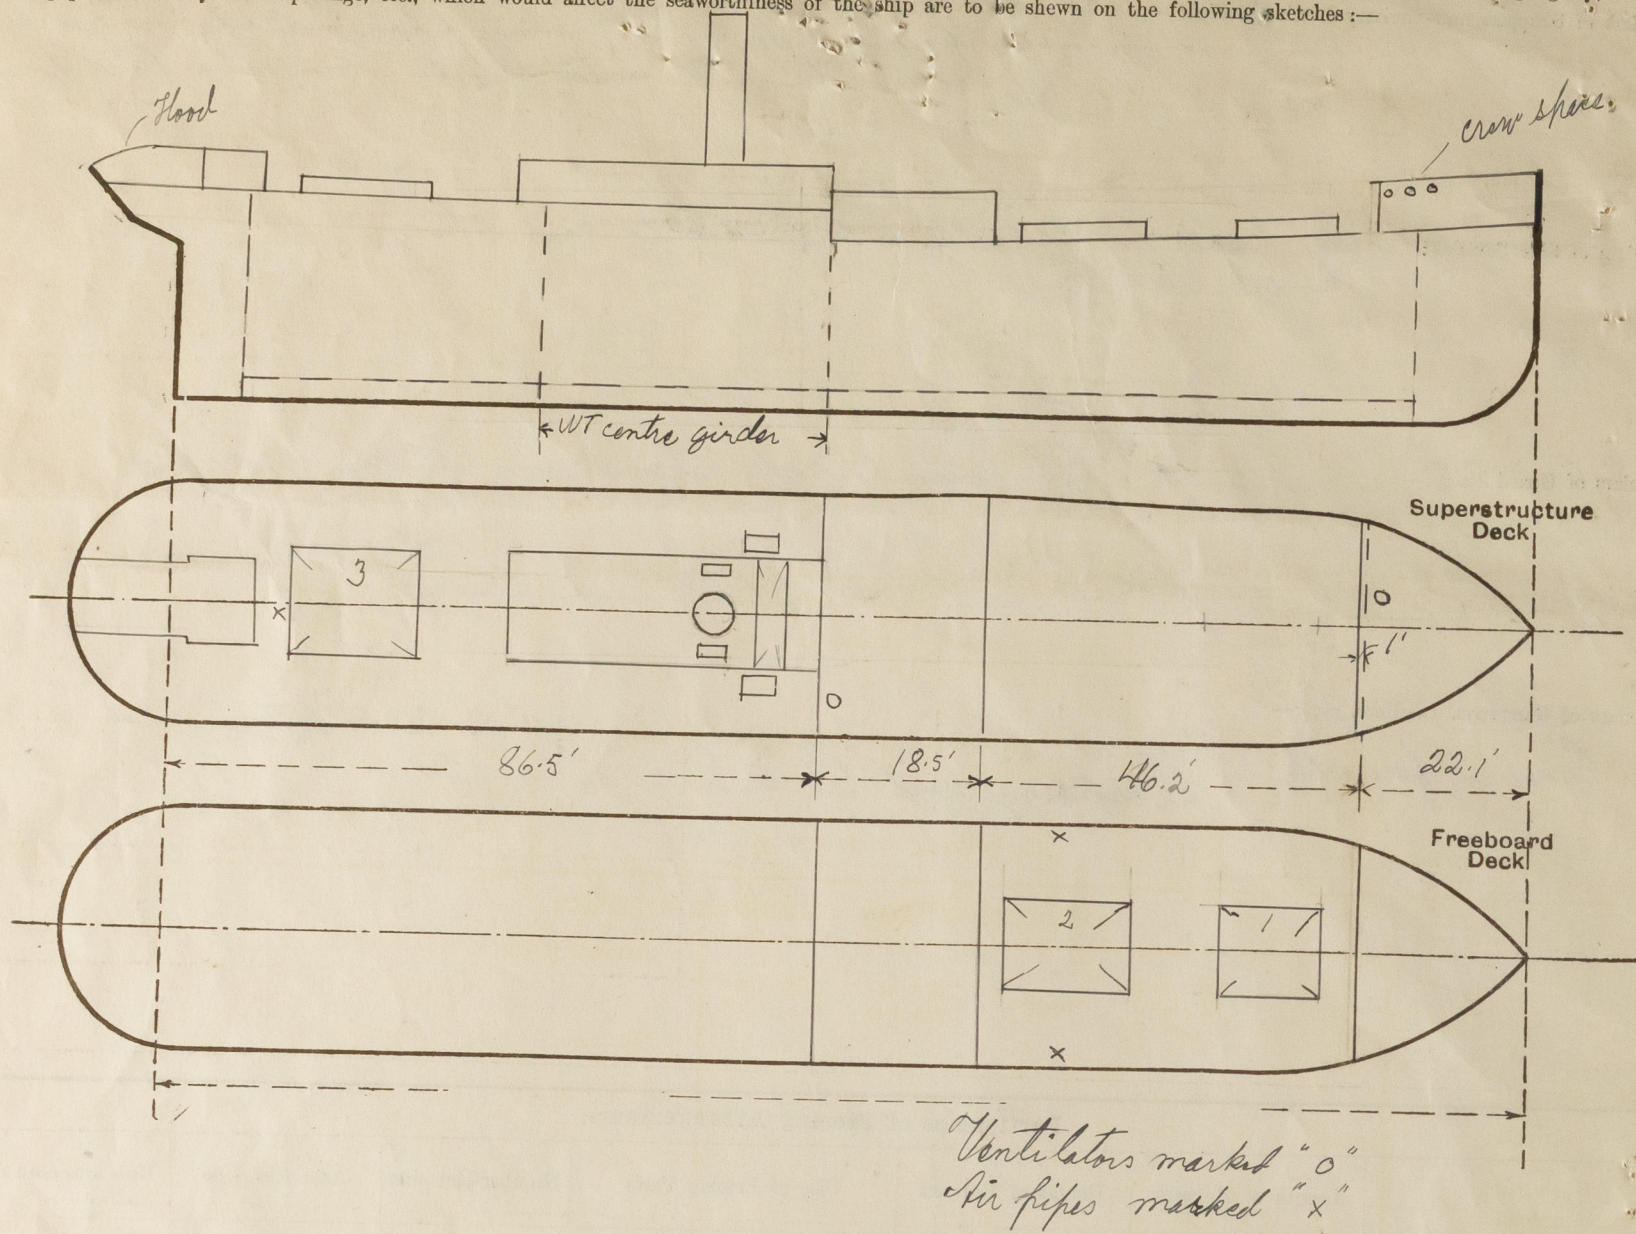 which would affect the seaworthiness of the ship are to be shewn on the following sketches :—
Hood
crew space.
WT centre girder
Superstructure
Deck
3
O
1'
O
x
86.5'
18.5'
46.2'
22.1'
Freeboard
Deck
x
2
1
x
Ventilators marked "o"
Air pipes marked "x"